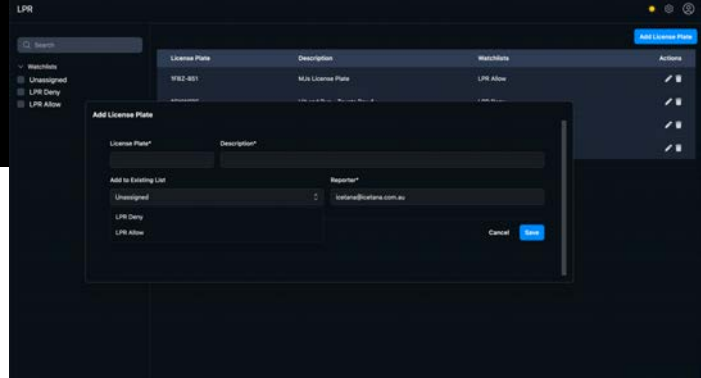 LPR
Search
Add License Plate
Watchlists
Unassigned
LPR Deny
LPR Allow
License Plate Description Watchlists Actions
MJs License Plate LPR Allow
Add License Plate
License Plate* Description*
Add to Existing List Reporter*
Unassigned icetana@icetana.com.au
LPR Deny
LPR Allow
Cancel Save